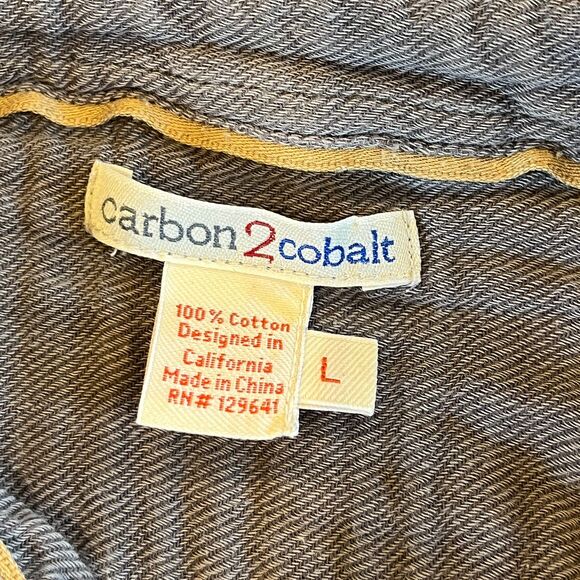 carbon2cobalt
100% Cotton
Designed in
California
Made in China
RN# 129641
L